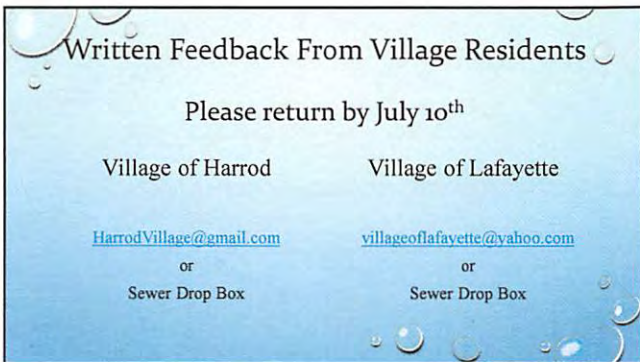 Written Feedback From Village Residents
Please return by July 10th
Village of Harrod
HarrodVillage@gmail.com
or
Sewer Drop Box
Village of Lafayette
villageoflafayette@yahoo.com
or
Sewer Drop Box